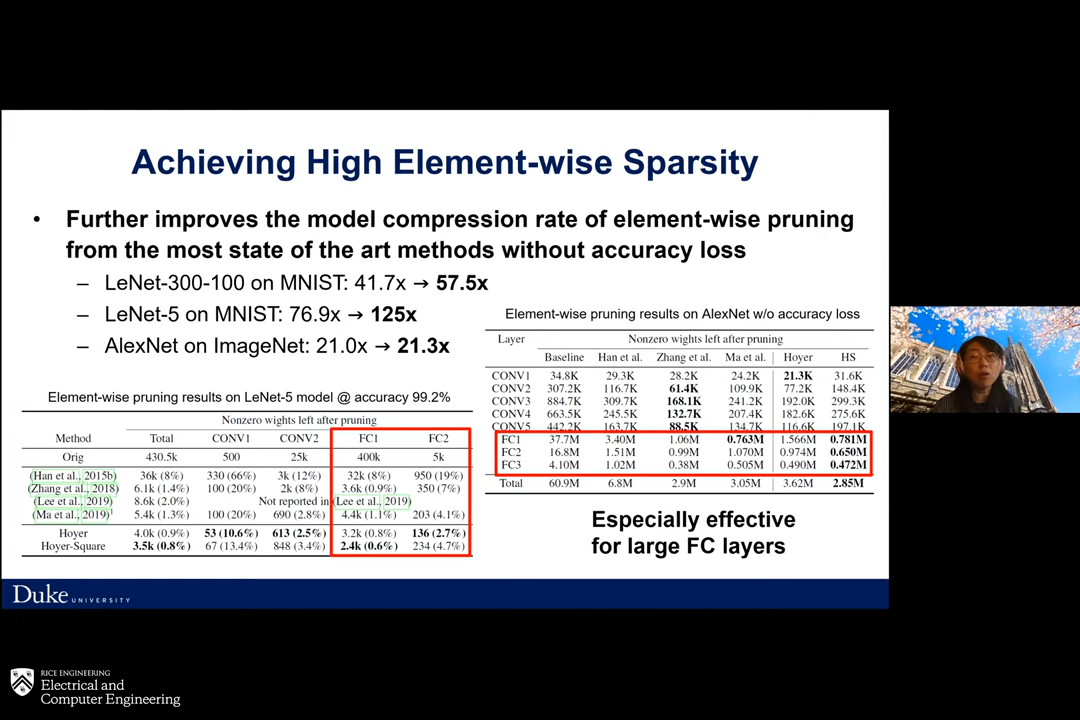 Achieving High Element-wise Sparsity
• Further improves the model compression rate of element-wise pruning
from the most state of the art methods without accuracy loss
– LeNet-300-100 on MNIST: 41.7x → 57.5x
– LeNet-5 on MNIST: 76.9x → 125x
– AlexNet on ImageNet: 21.0x → 21.3x
Element-wise pruning results on LeNet-5 model @ accuracy 99.2%
Nonzero wights left after pruning
Method Total CONV1 CONV2 FC1 FC2
Orig 430.5k 500 25k 400k 5k
(Han et al., 2015b) 36k (8%) 330 (66%) 3k (12%) 32k (8%) 950 (19%)
(Zhang et al., 2018) 6.1k (1.4%) 100 (20%) 2k (8%) 3.6k (0.9%) 350 (7%)
(Lee et al., 2019) 8.6k (2.0%) Not reported in (Lee et al., 2019)
(Ma et al., 2019)¹ 5.4k (1.3%) 100 (20%) 690 (2.8%) 4.4k (1.1%) 203 (4.1%)
Hoyer 4.0k (0.9%) 53 (10.6%) 613 (2.5%) 3.2k (0.8%) 136 (2.7%)
Hoyer-Square 3.5k (0.8%) 67 (13.4%) 848 (3.4%) 2.4k (0.6%) 234 (4.7%)
Element-wise pruning results on AlexNet w/o accuracy loss
Layer Nonzero wights left after pruning
Baseline Han et al. Zhang et al. Ma et al. Hoyer HS
CONV1 34.8K 29.3K 28.2K 24.2K 21.3K 31.6K
CONV2 307.2K 116.7K 61.4K 109.9K 77.2K 148.4K
CONV3 884.7K 309.7K 168.1K 241.2K 192.0K 299.3K
CONV4 663.5K 245.5K 132.7K 207.4K 182.6K 275.6K
CONV5 442.2K 163.7K 88.5K 134.7K 116.6K 197.1K
FC1 37.7M 3.40M 1.06M 0.763M 1.566M 0.781M
FC2 16.8M 1.51M 0.99M 1.070M 0.974M 0.650M
FC3 4.10M 1.02M 0.38M 0.505M 0.490M 0.472M
Total 60.9M 6.8M 2.9M 3.05M 3.62M 2.85M
Especially effective
for large FC layers
Duke UNIVERSITY
RICE ENGINEERING
Electrical and
Computer Engineering